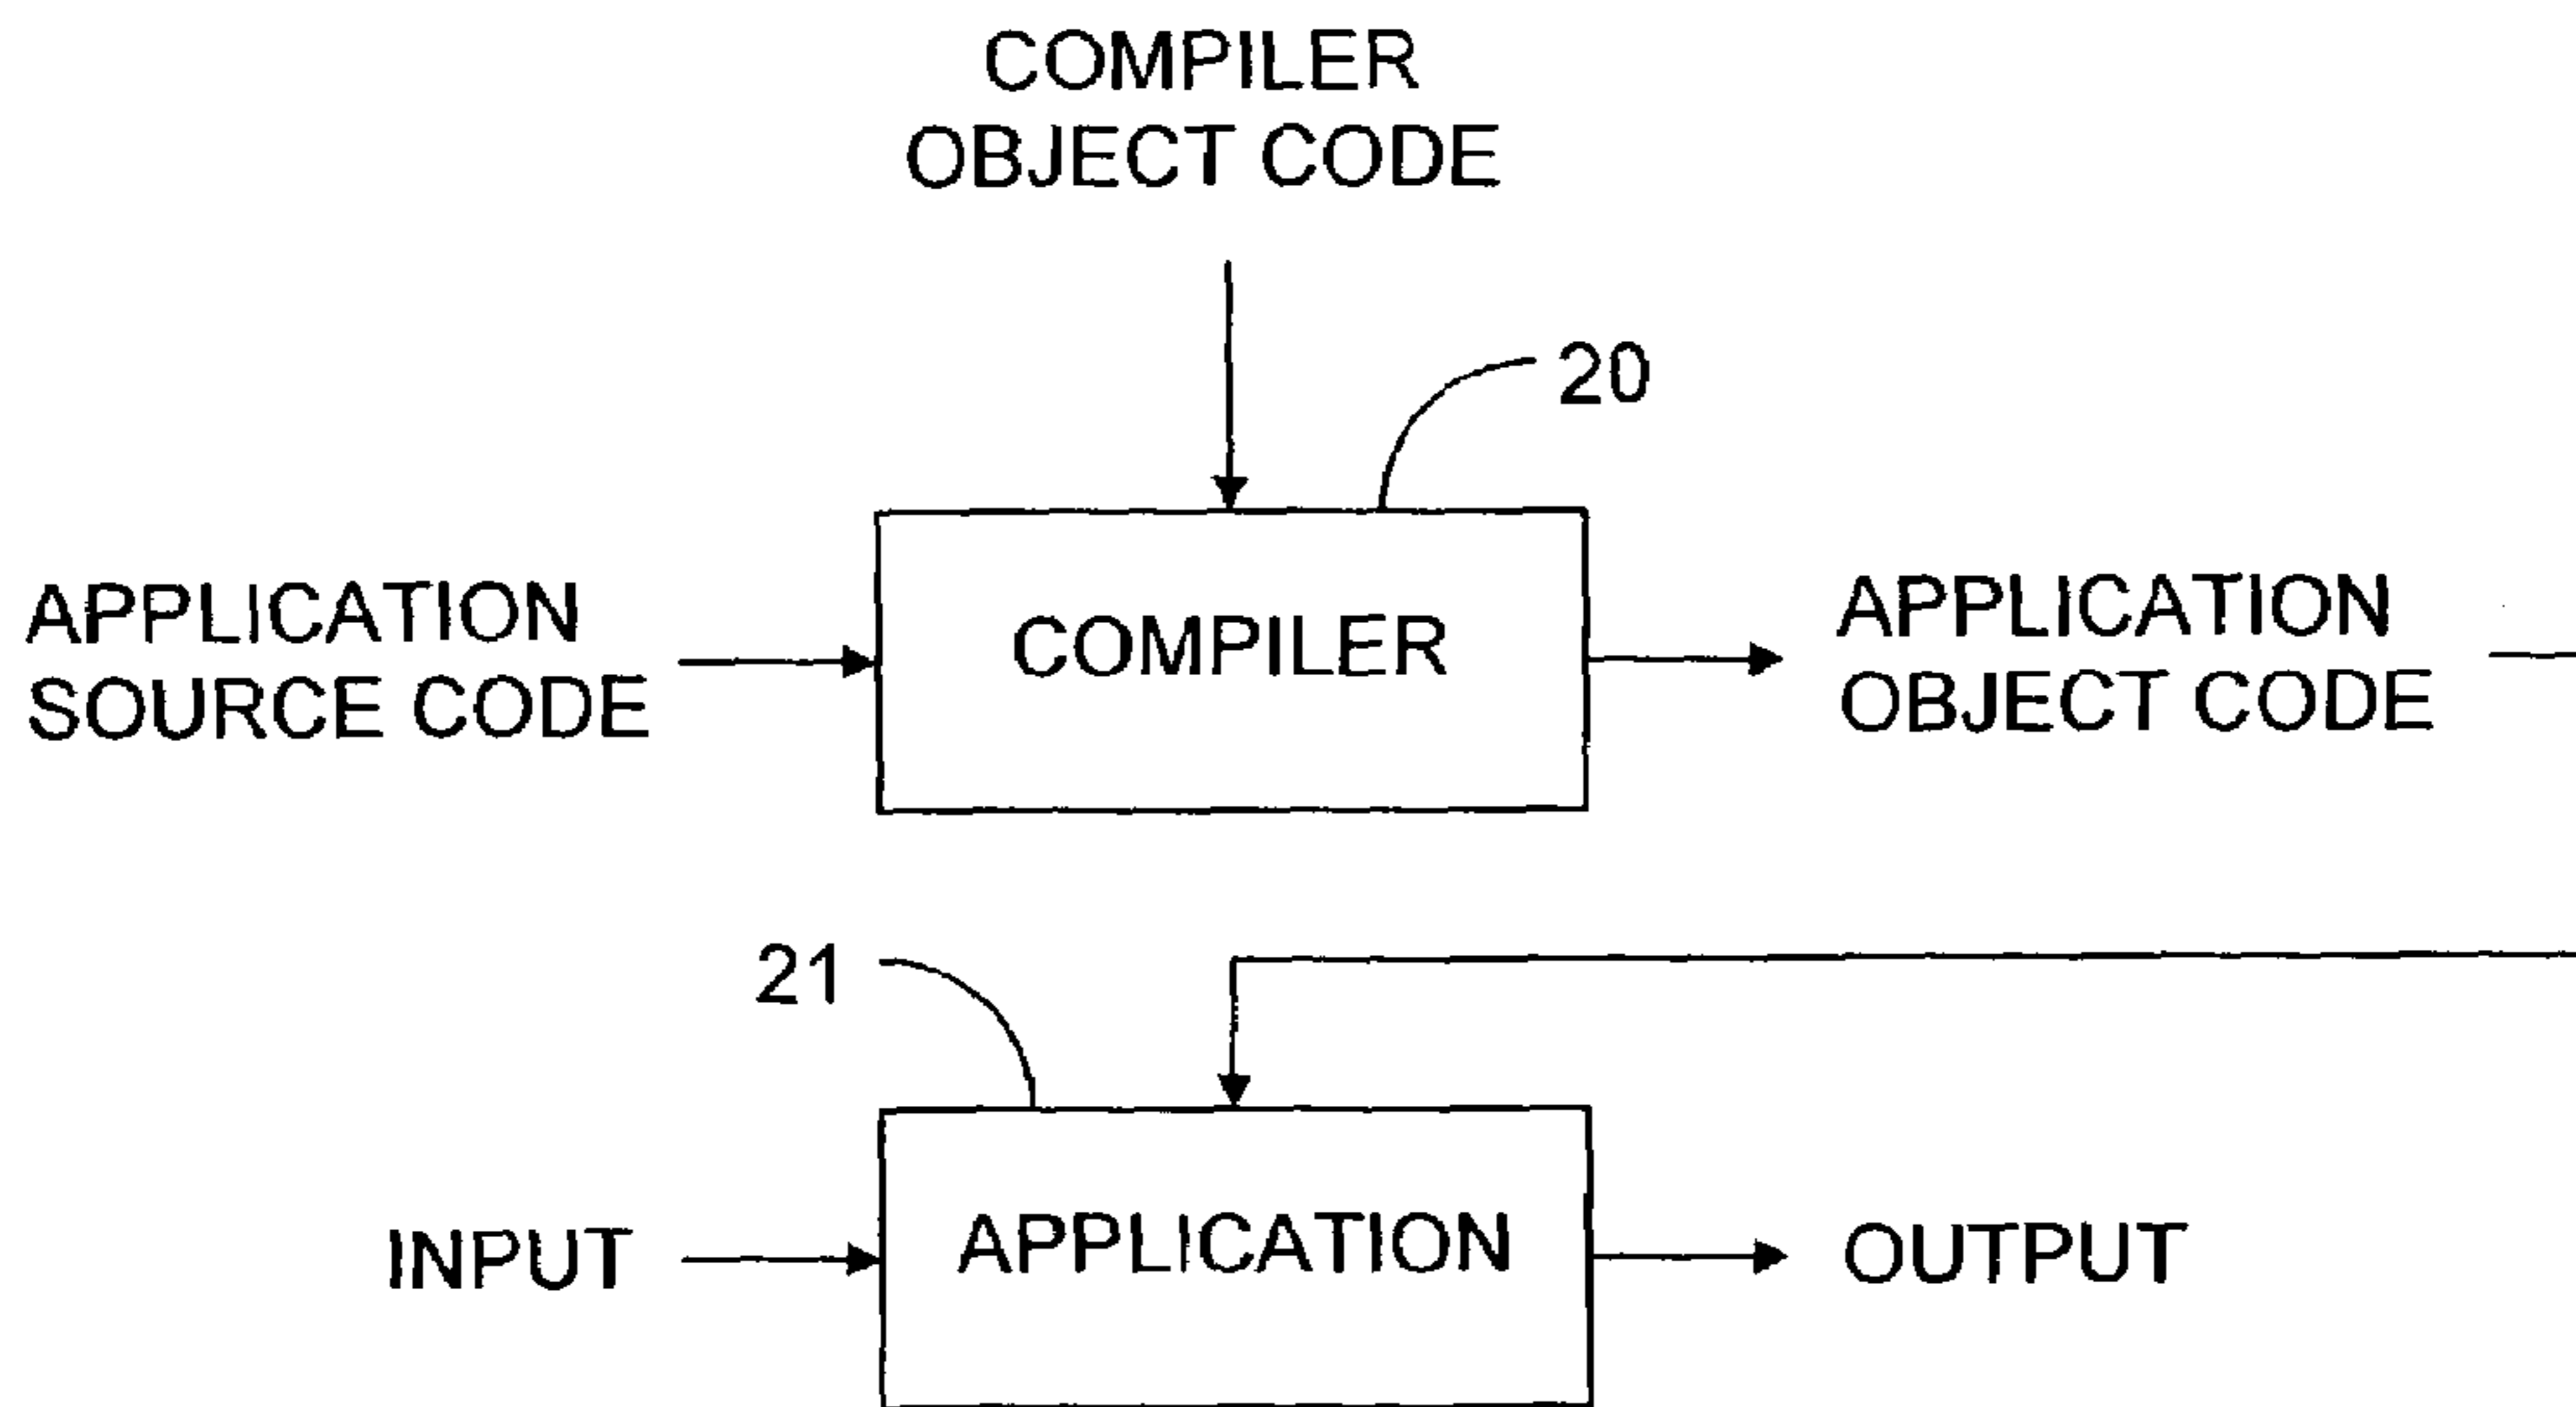 COMPILER
OBJECT CODE
20
APPLICATION
SOURCE CODE
COMPILER
APPLICATION
OBJECT CODE
21
INPUT
APPLICATION
OUTPUT